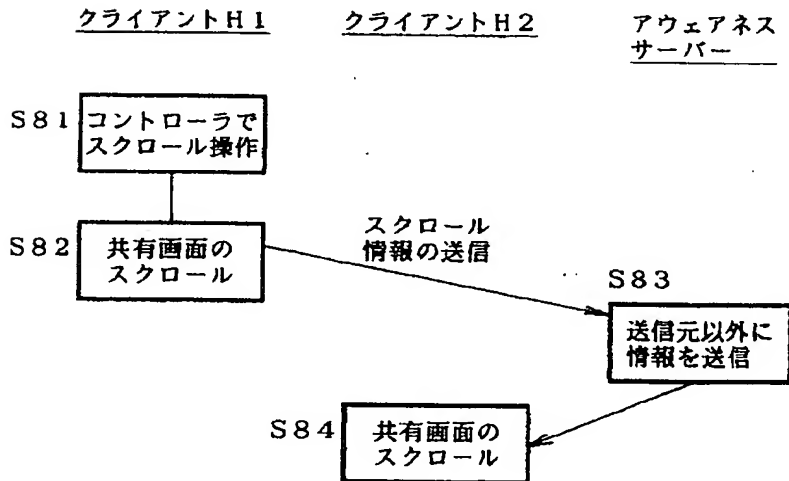 クライアントH1
クライアントH2
アウェアネス
サーバー
S81
コントローラで
スクロール操作
S82
共有画面の
スクロール
スクロール
情報の送信
S83
送信元以外に
情報を送信
S84
共有画面の
スクロール